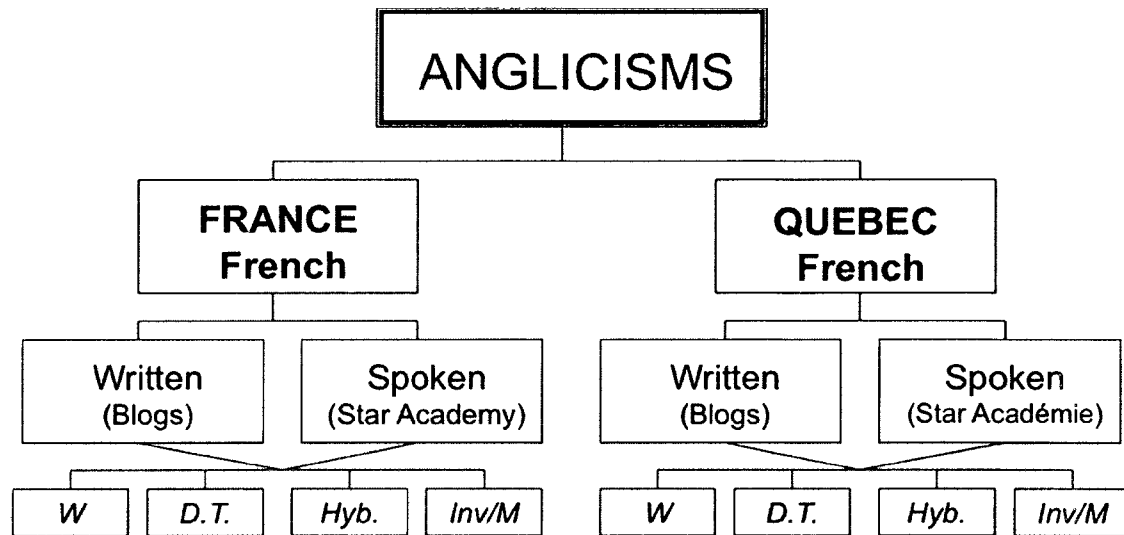 ANGLICISMS
FRANCE
French
QUEBEC
French
Written
(Blogs)
Spoken
(Star Academy)
Written
(Blogs)
Spoken
(Star Académie)
W
D.T.
Hyb.
Inv/M
W
D.T.
Hyb.
Inv/M